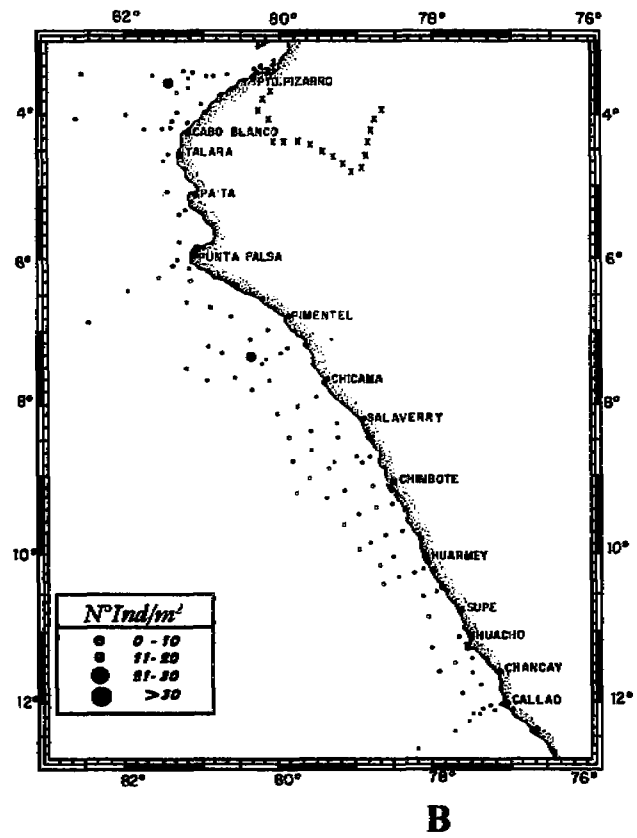 82° 80° 78° 76°
4° 4°
PTO. PIZARRO
CABO BLANCO
TALARA
PAITA
PUNTA FALSA
6° 6°
PIMENTEL
CHICAMA
8° 8°
SALAVERRY
CHIMBOTE
10° 10°
HUARMEY
SUPE
HUACHO
CHANCAY
CALLAO
12° 12°
N°Ind/m²
0 - 10
11 - 20
21 - 30
>30
82° 80° 78° 76°
B